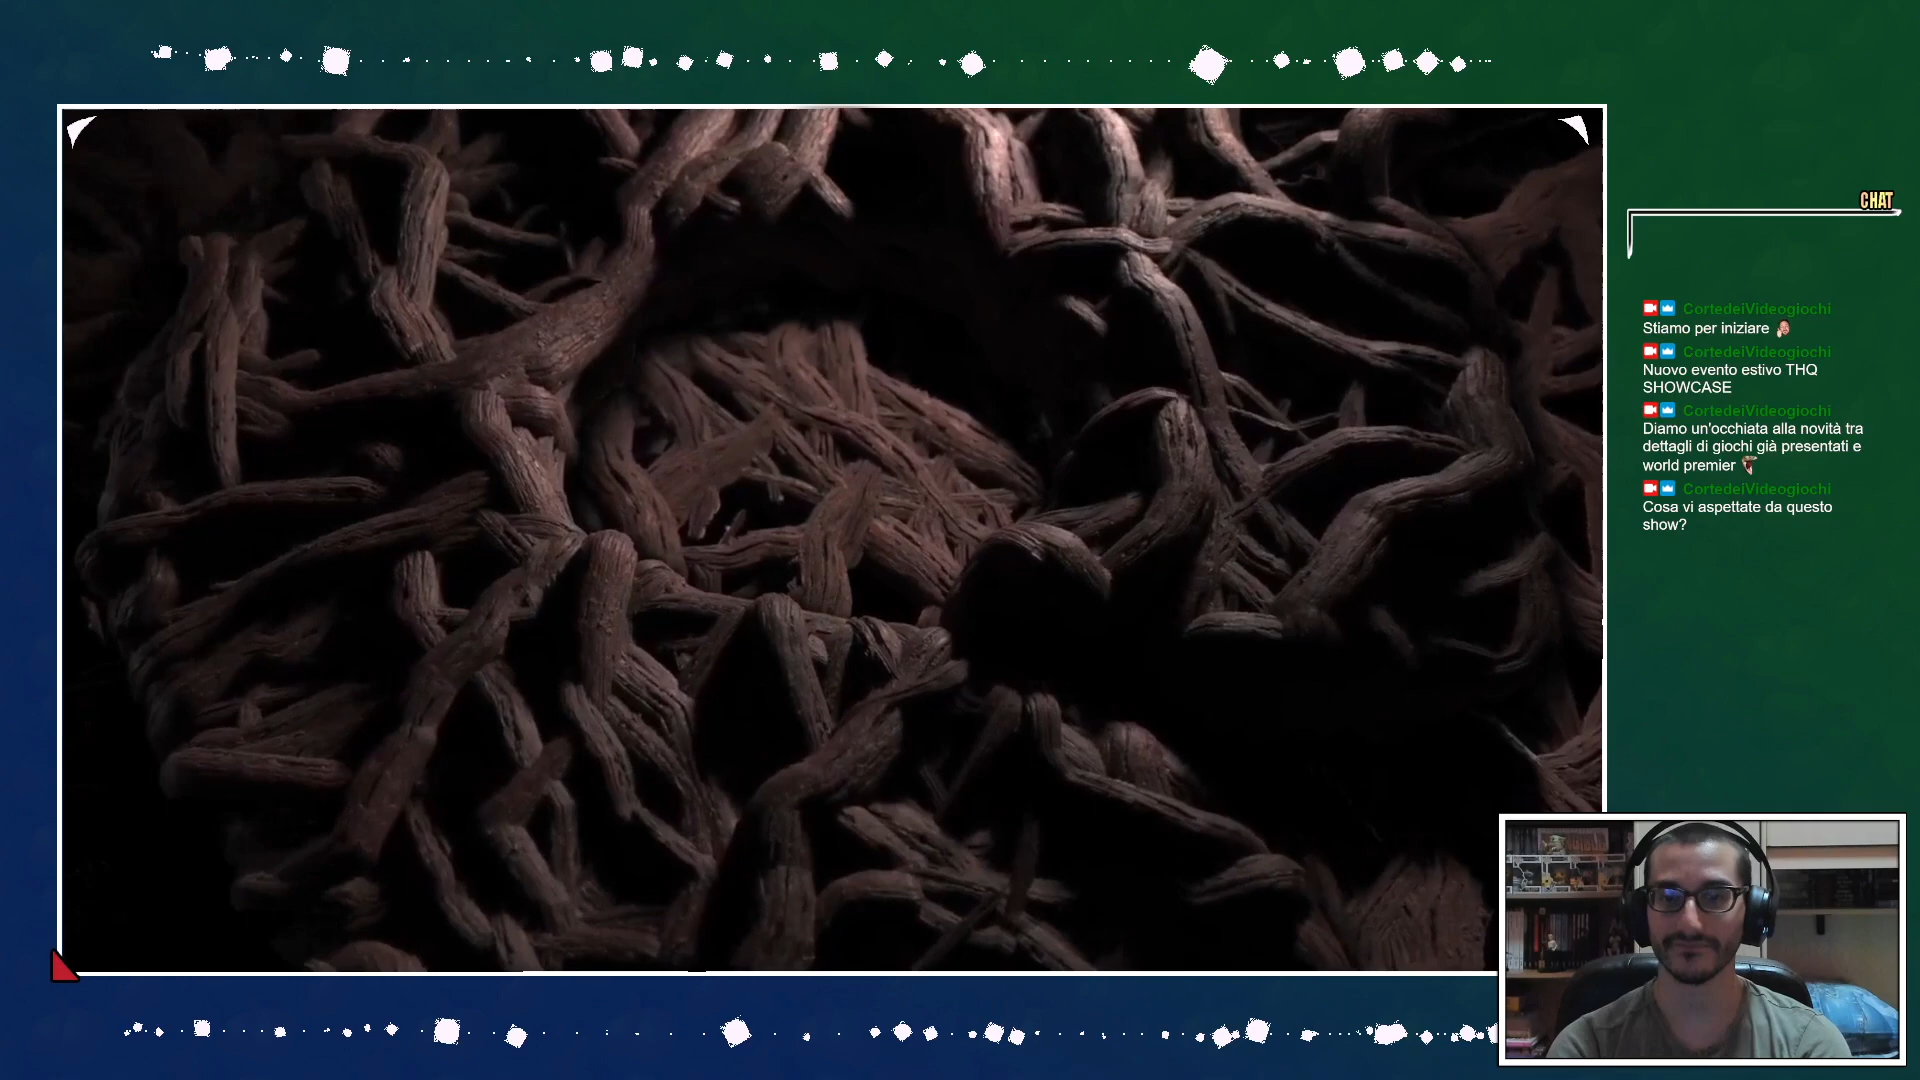 CHAT
CortedeiVideogiochi
Stiamo per iniziare
CortedeiVideogiochi
Nuovo evento estivo THQ
SHOWCASE
CortedeiVideogiochi
Diamo un'occhiata alla novità tra
dettagli di giochi già presentati e
world premier
CortedeiVideogiochi
Cosa vi aspettate da questo
show?